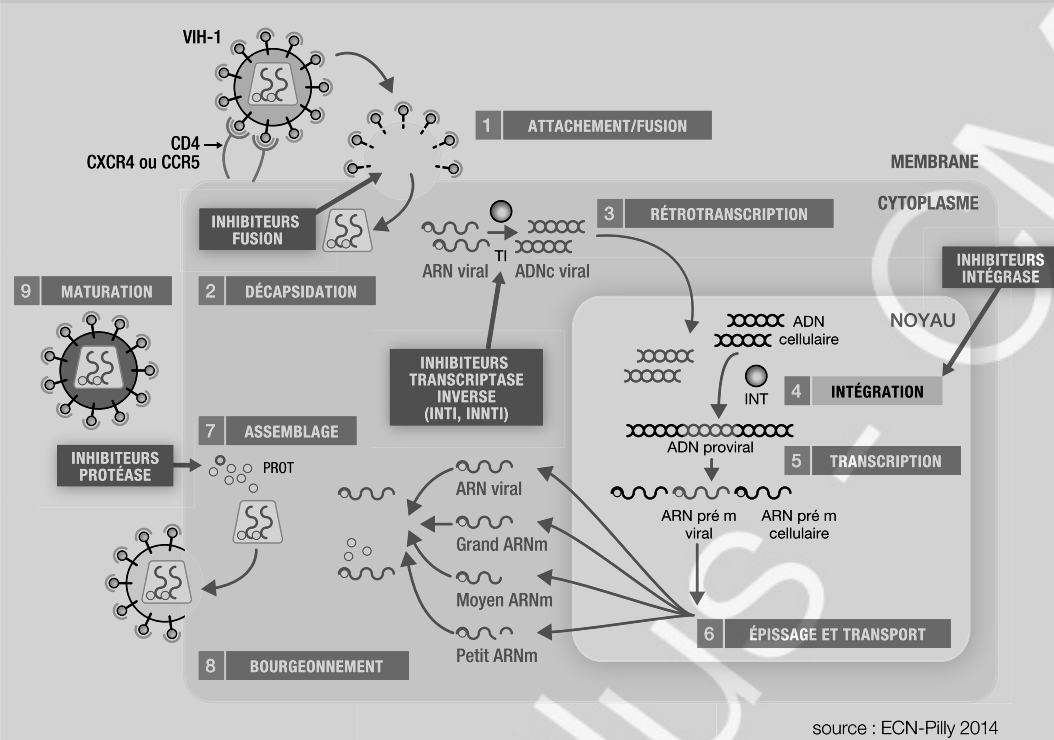 VIH-1
CD4
CXCR4 ou CCR5
1 ATTACHEMENT/FUSION
MEMBRANE
CYTOPLASME
INHIBITEURS
FUSION
3 RÉTROTRANSCRIPTION
TI
ARN viral
ADNc viral
INHIBITEURS
INTÉGRASE
9 MATURATION
2 DÉCAPSIDATION
NOYAU
ADN
cellulaire
INHIBITEURS
TRANSCRIPTASE
INVERSE
(INTI, INNTI)
INT
4 INTÉGRATION
7 ASSEMBLAGE
ADN proviral
INHIBITEURS
PROTÉASE
PROT
5 TRANSCRIPTION
ARN viral
ARN pré m
viral
ARN pré m
cellulaire
Grand ARNm
Moyen ARNm
6 ÉPISSAGE ET TRANSPORT
Petit ARNm
8 BOURGEONNEMENT
source : ECN-Pilly 2014